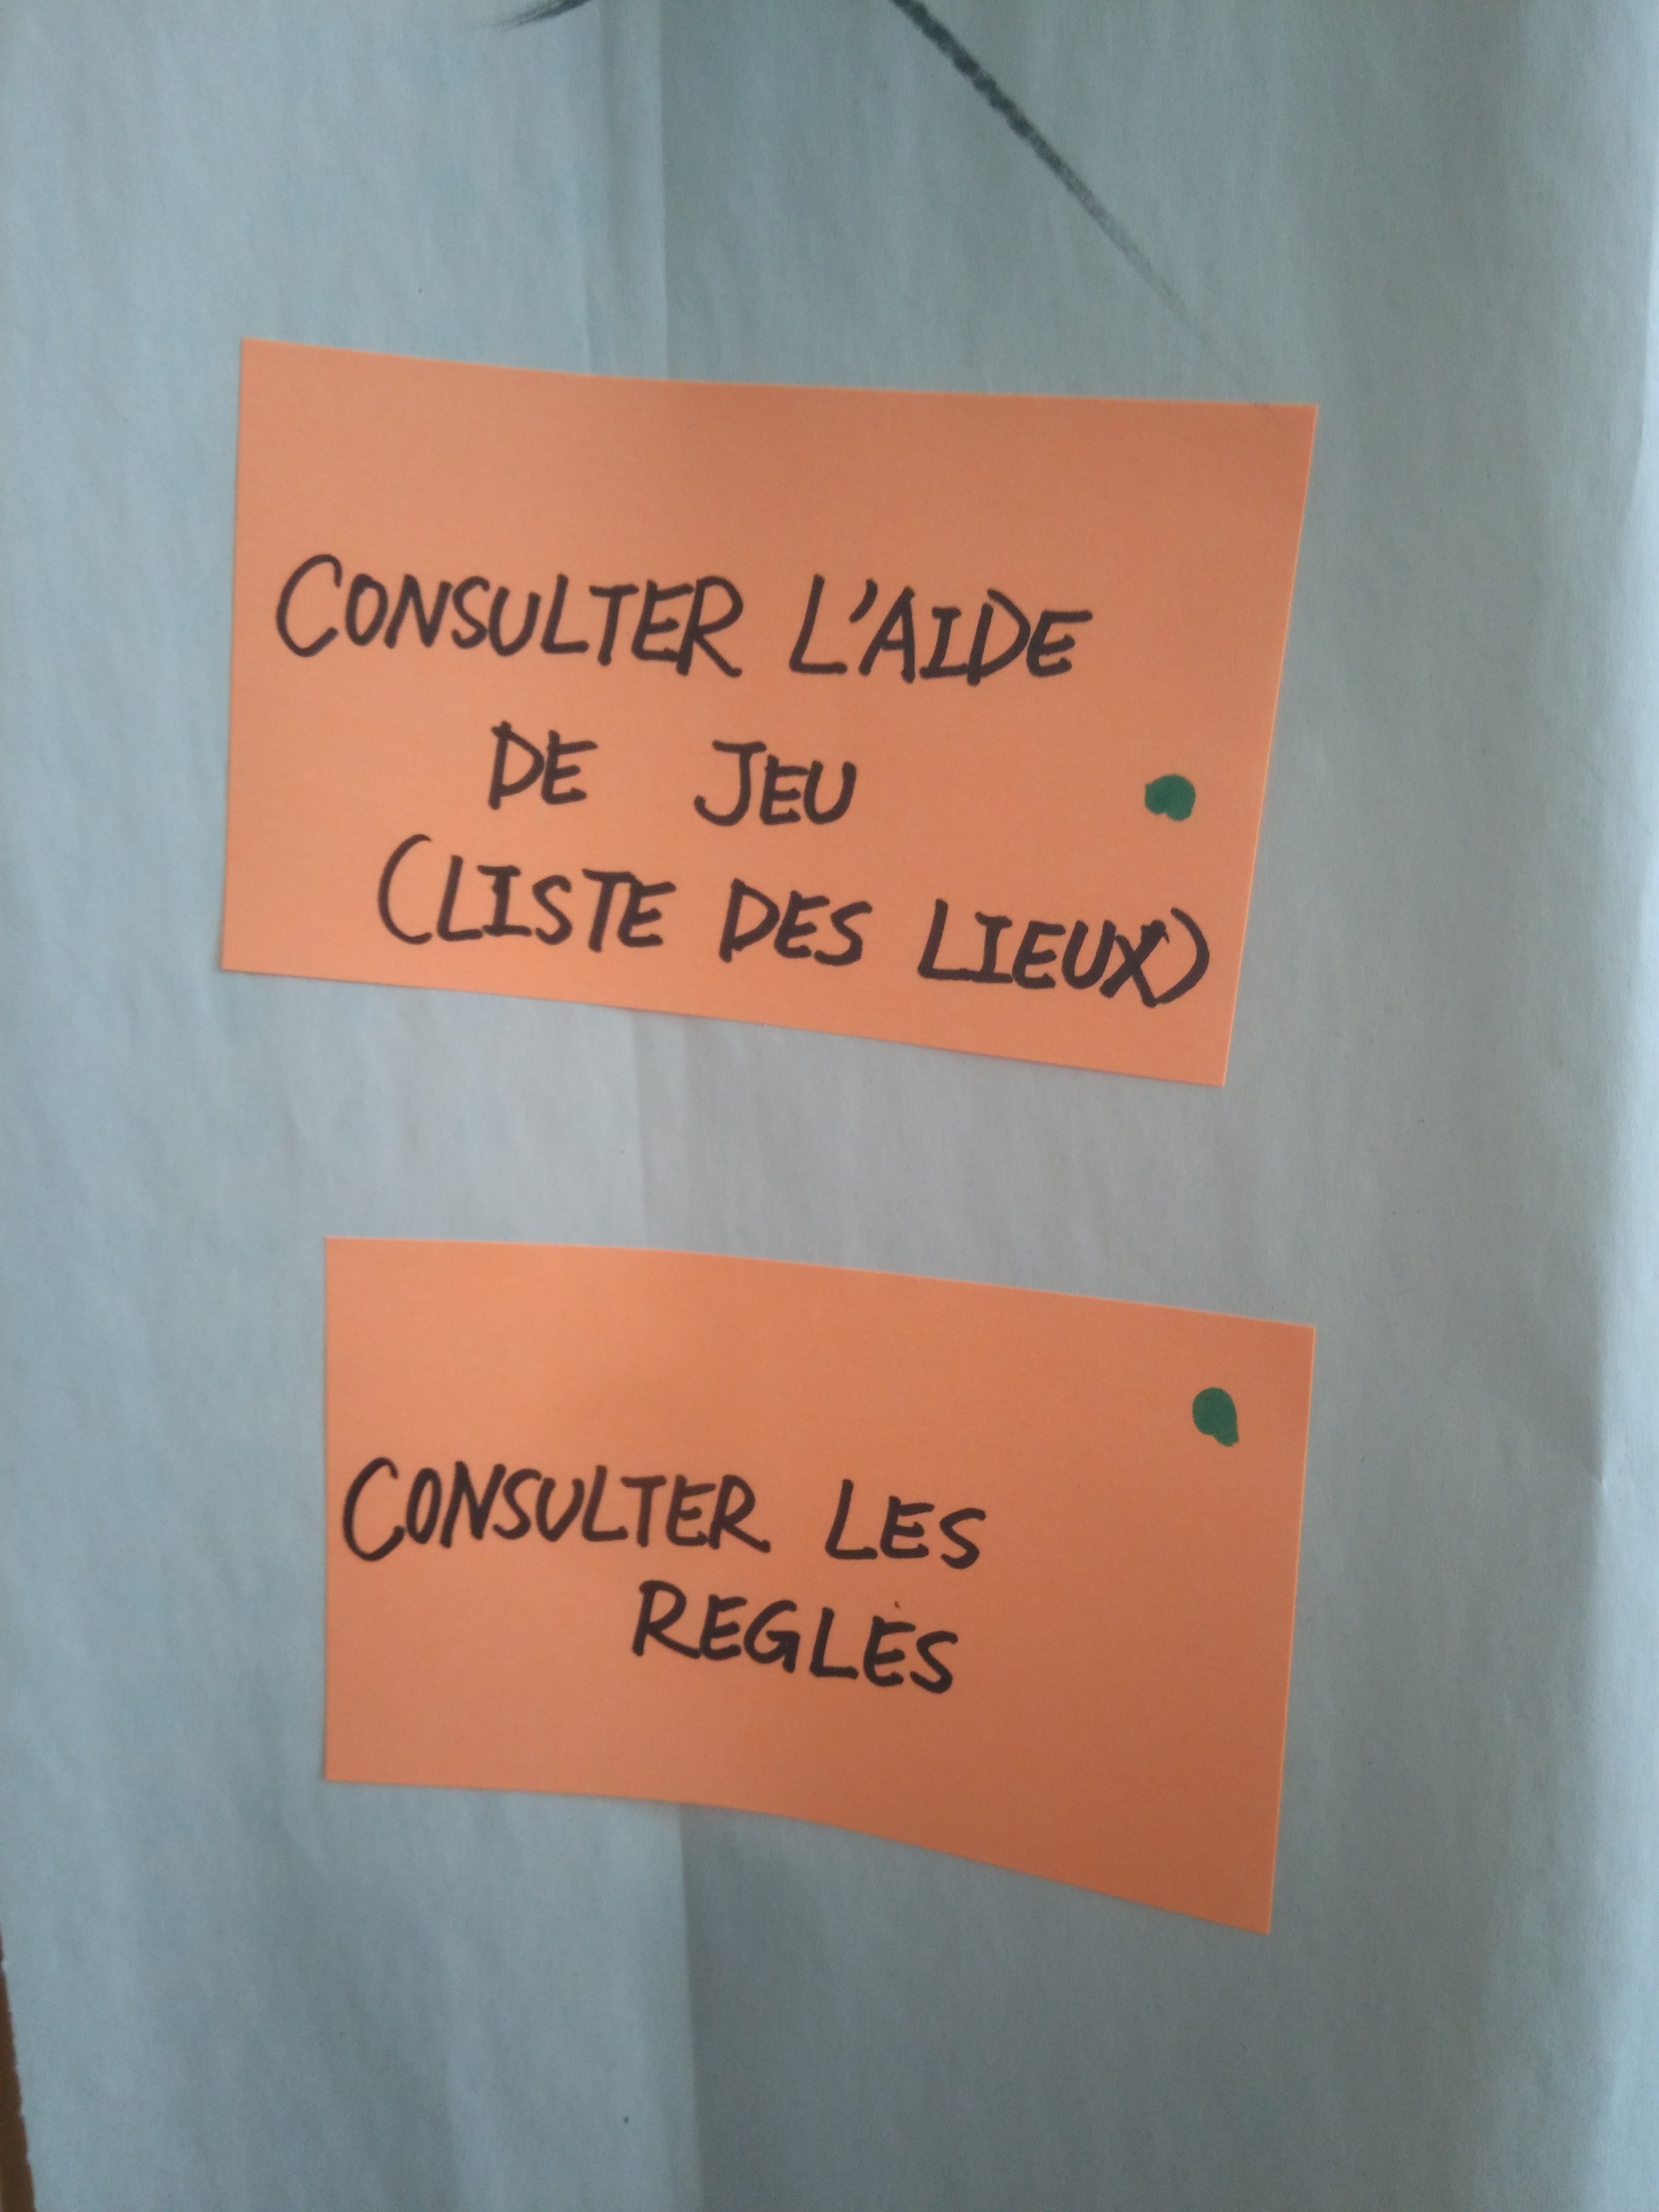 CONSULTER L'AIDE
DE JEU
(LISTE DES LIEUX)
CONSULTER LES
REGLES